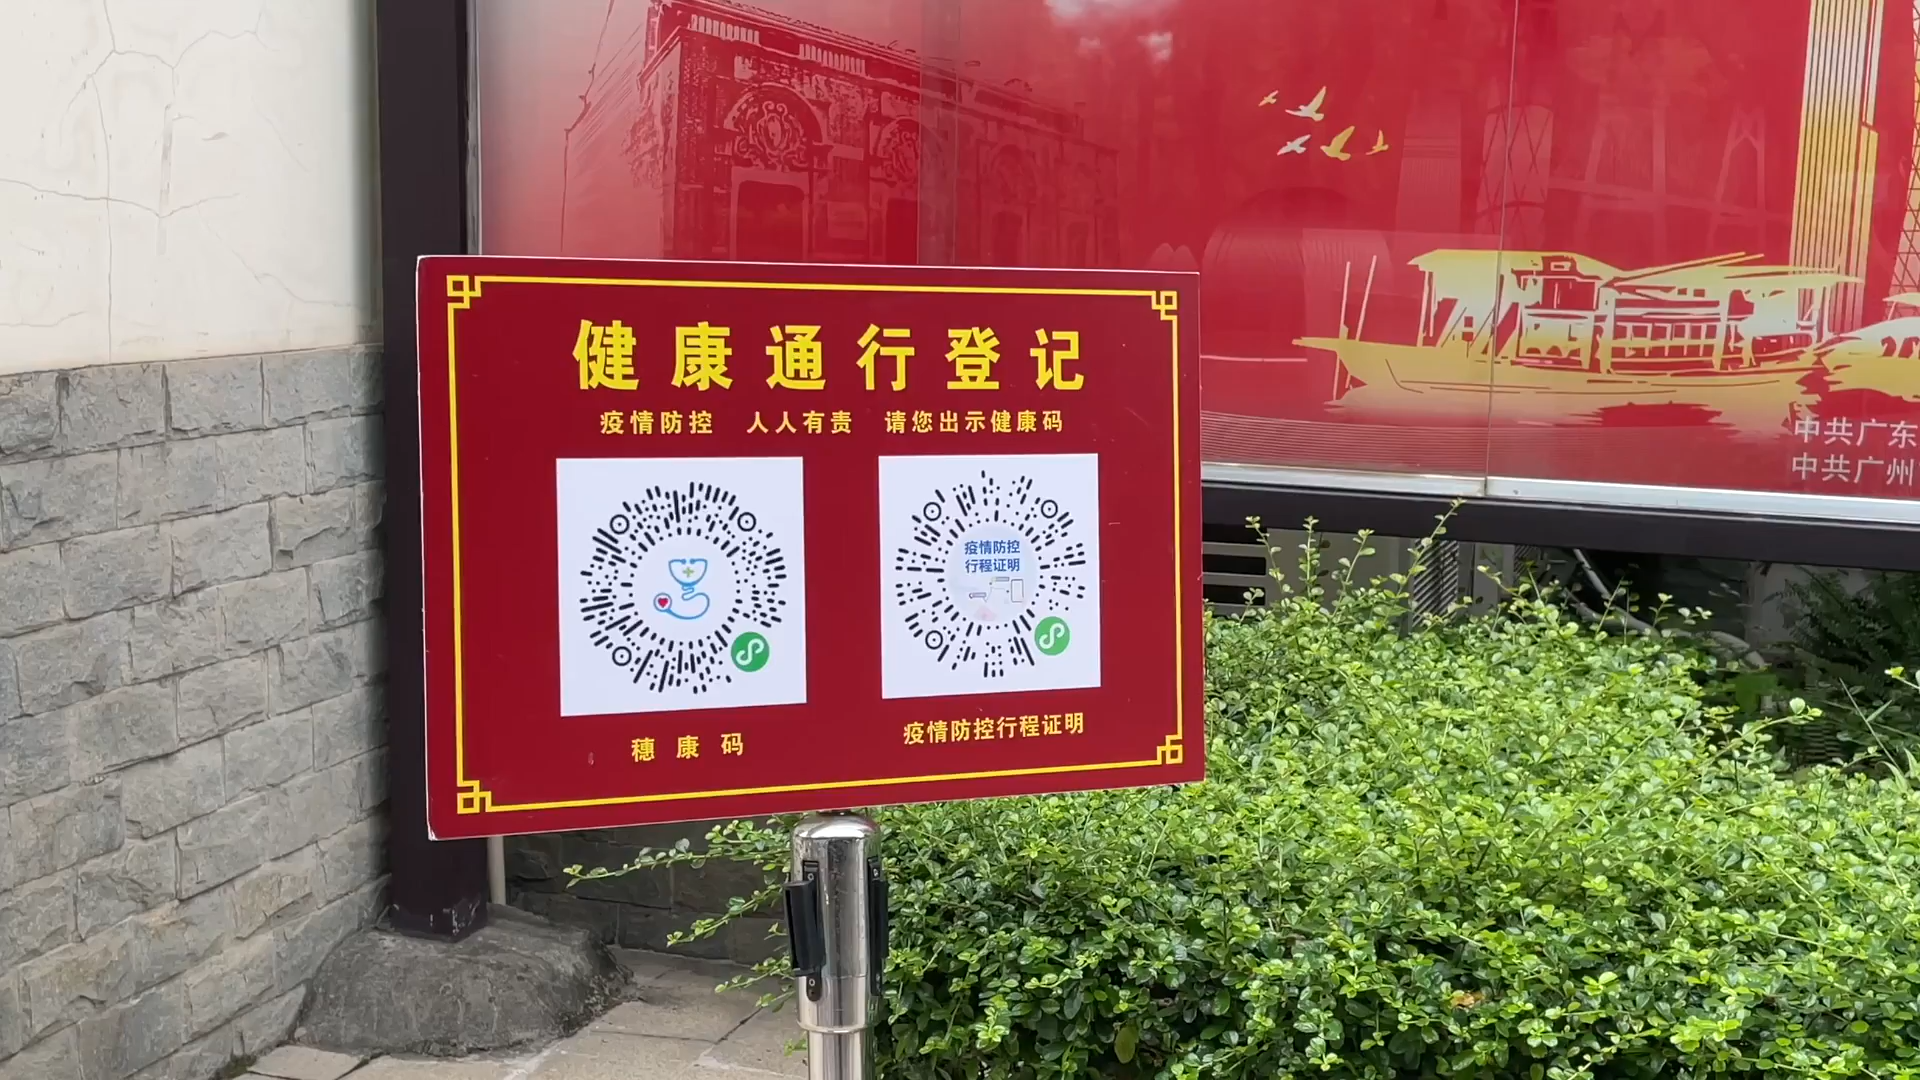 健康通行登记
疫情防控 人人有责 请您出示健康码
疫情防控
行程证明
穗康码
疫情防控行程证明
中共广东
中共广州